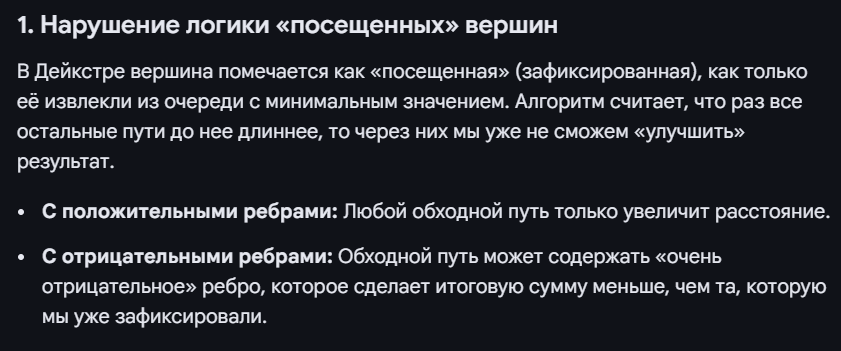 1. Нарушение логики «посещенных» вершин
В Дейкстре вершина помечается как «посещенная» (зафиксированная), как только
её извлекли из очереди с минимальным значением. Алгоритм считает, что раз все
остальные пути до нее длиннее, то через них мы уже не сможем «улучшить»
результат.
• С положительными ребрами: Любой обходной путь только увеличит расстояние.
• С отрицательными ребрами: Обходной путь может содержать «очень
отрицательное» ребро, которое сделает итоговую сумму меньше, чем та, которую
мы уже зафиксировали.